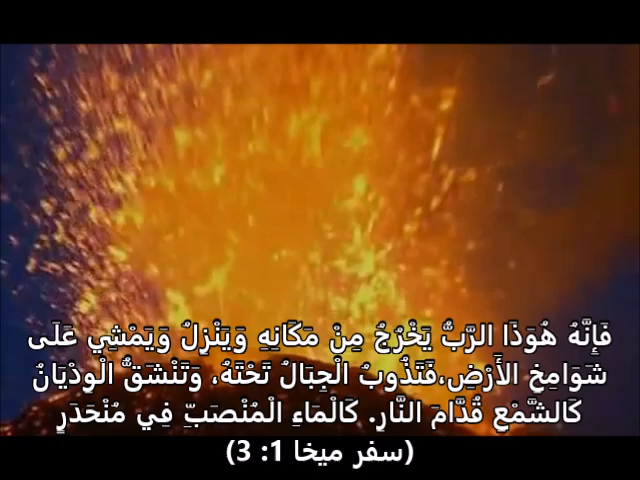 فَإِنَّهُ هُوَذَا الرَّبُّ يَخْرُجُ مِنْ مَكَانِهِ وَيَنْزِلُ وَيَمْشِي عَلَى
شَوَامِخِ الأَرْضِ،فَتَذُوبُ الْجِبَالُ تَحْتَهُ، وَتَنْشَقُّ الْوِدْيَانُ
كَالشَّمْعِ قُدَّامَ النَّارِ. كَالْمَاءِ الْمُنْصَبِّ فِي مُنْحَدَرٍ
(سفر ميخا 1: 3)